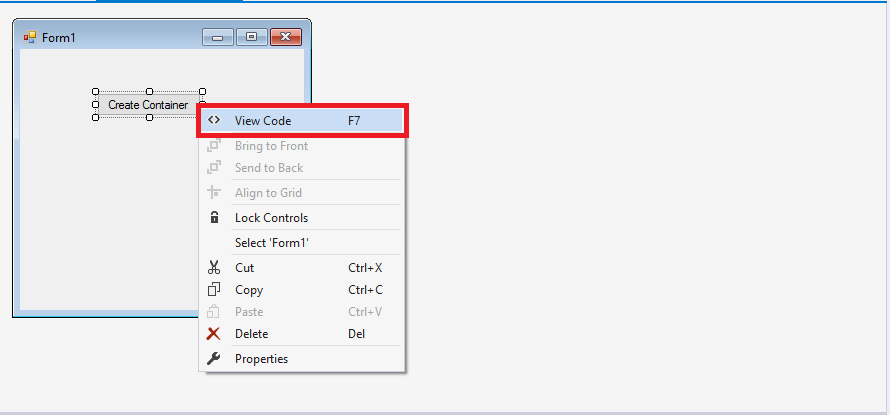 Form1
Create Container
View Code F7
Bring to Front
Send to Back
Align to Grid
Lock Controls
Select 'Form1'
Cut Ctrl+X
Copy Ctrl+C
Paste Ctrl+V
Delete Del
Properties